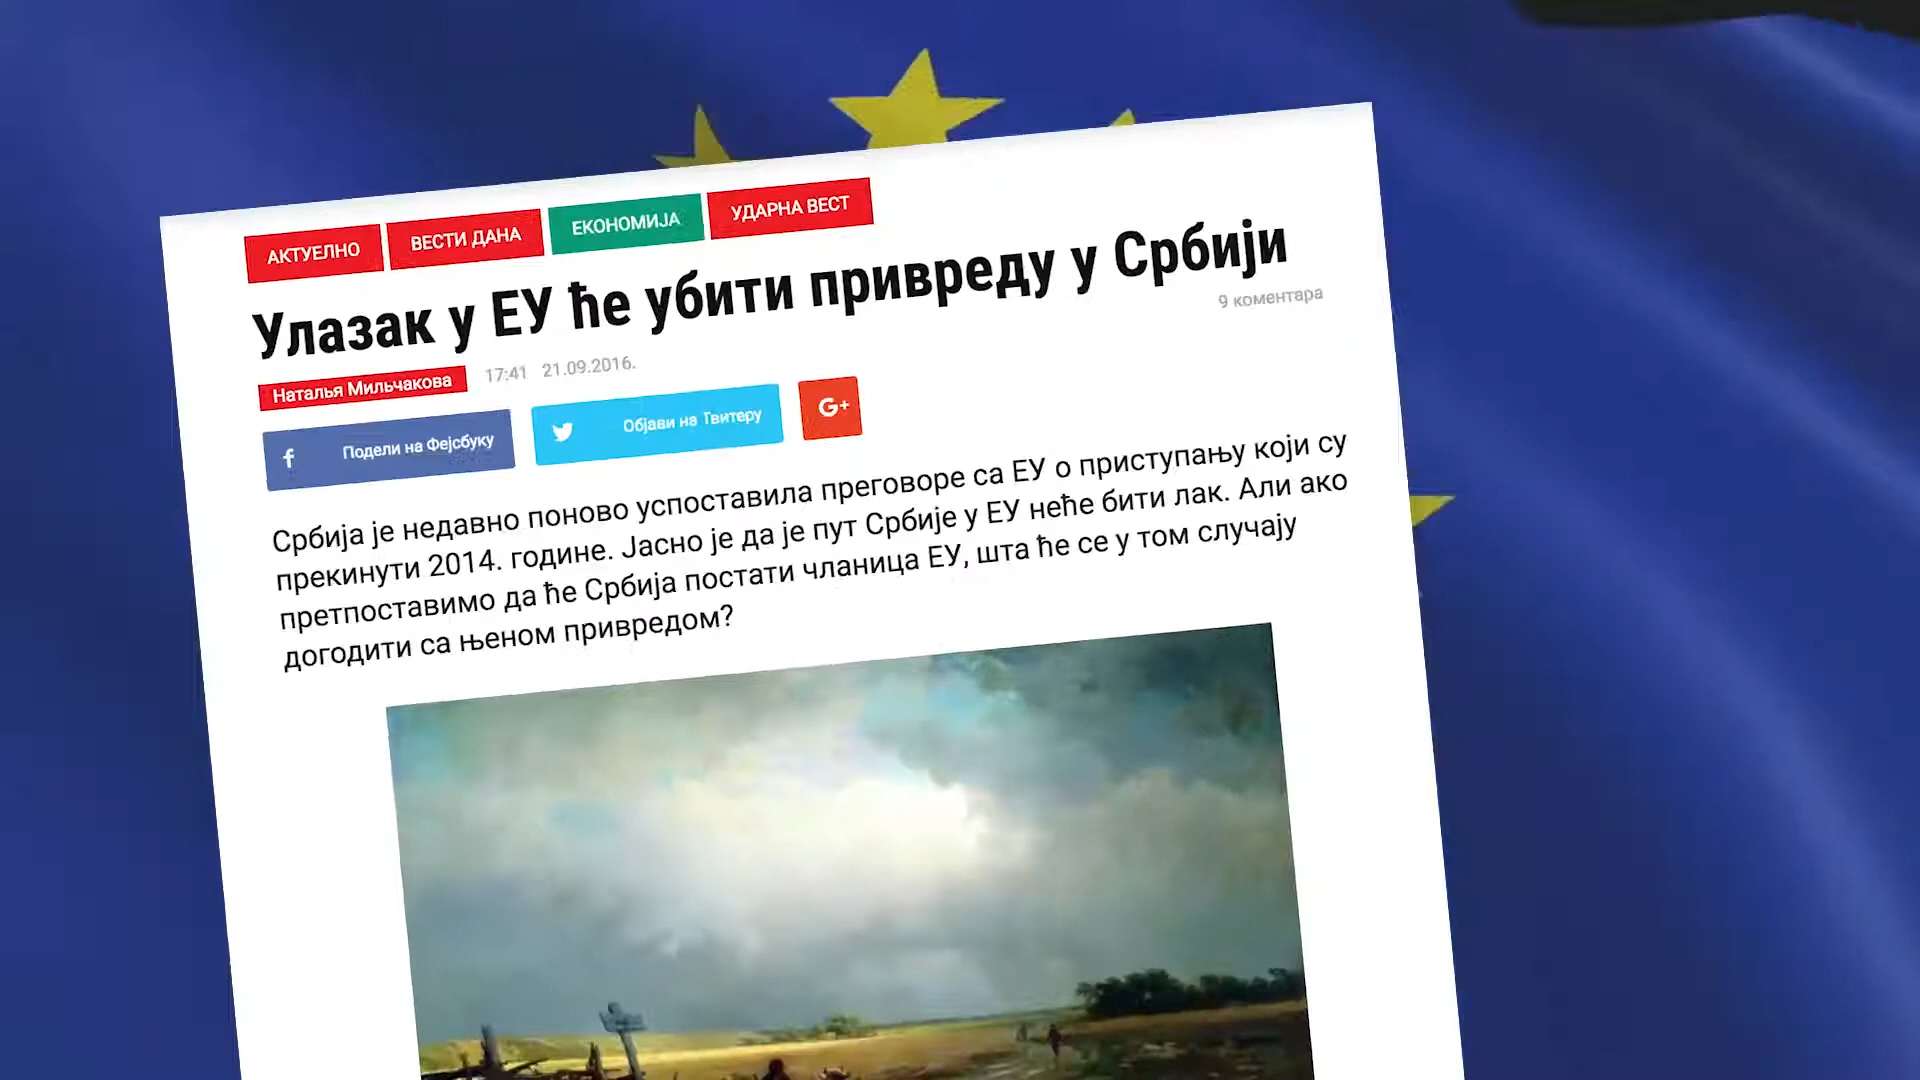 АКТУЕЛНО ВЕСТИ ДАНА ЕКОНОМИЈА УДАРНА ВЕСТ
Улазак у ЕУ ће убити привреду у Србији
9 коментара
Наталья Мильчакова 17:41 21.09.2016.
f Подели на Фејсбуку Објави на Твитеру G+
Србија је недавно поново успоставила преговоре са ЕУ о приступању који су
прекинути 2014. године. Јасно је да је пут Србије у ЕУ неће бити лак. Али ако
претпоставимо да ће Србија постати чланица ЕУ, шта ће се у том случају
догодити са њеном привредом?